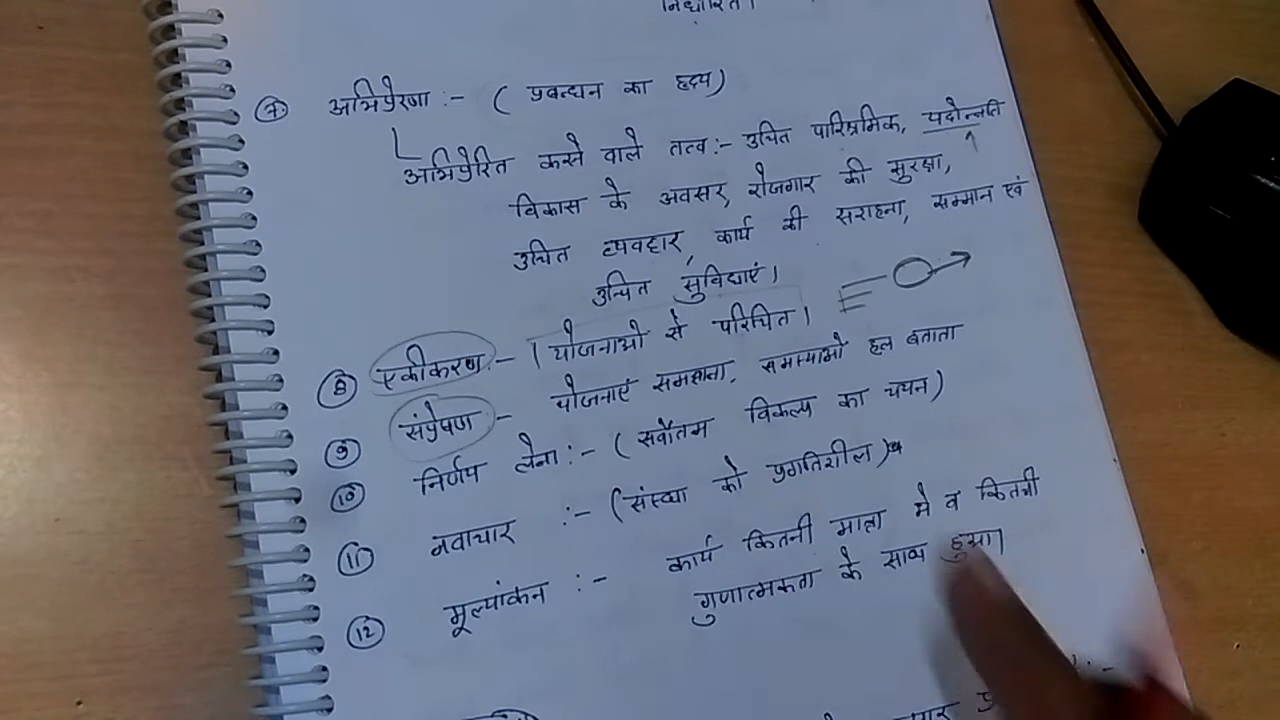 निर्धारित।
⑦ अभिप्रेरणा :- ( प्रबन्धन का हृदय)
अभिप्रेरित करने वाले तत्व :- उचित पारिश्रमिक, पदोन्नति
विकास के अवसर, रोजगार की सुरक्षा,
उचित व्यवहार, कार्य की सराहना, सम्मान एवं
उचित सुविधाएं।
⑧ एकीकरण :- योजनाओ से परिचित।
⑨ संप्रेषण - योजनाएं समझाना, समस्याओ हल बताता
⑩ निर्णय लेना :- (सर्वोतम विकल्प का चयन)
⑪ नवाचार :- (संस्था को प्रगतिशील)
⑫ मूल्यांकन :- कार्य कितनी मात्रा मे व कितनी
गुणात्मकता के साथ हुआ।